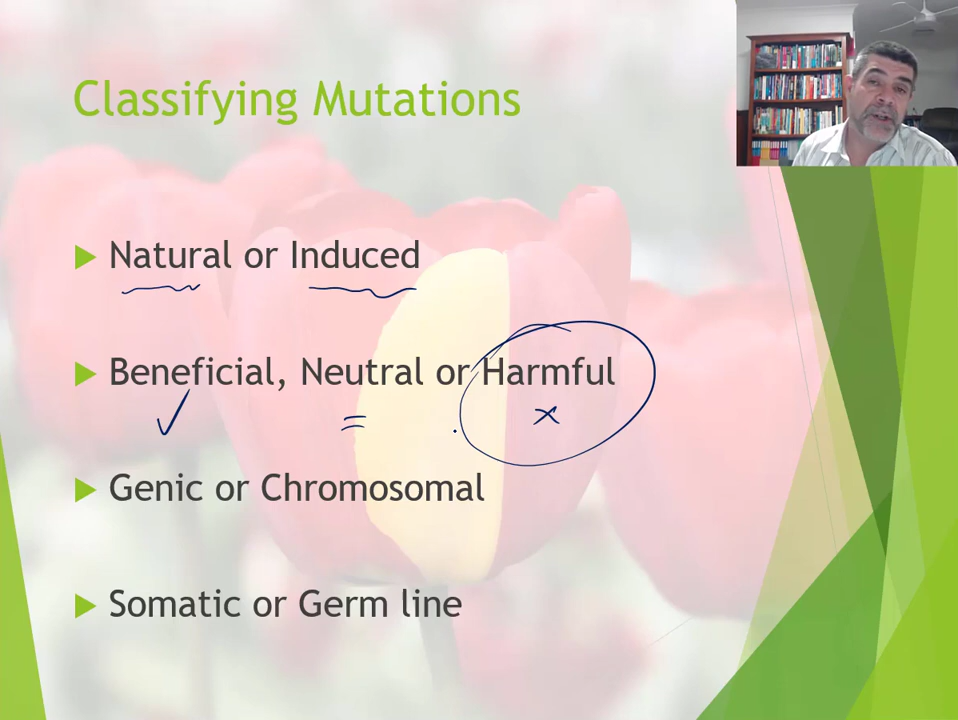 Classifying Mutations
Natural or Induced
Beneficial, Neutral or Harmful
Genic or Chromosomal
Somatic or Germ line